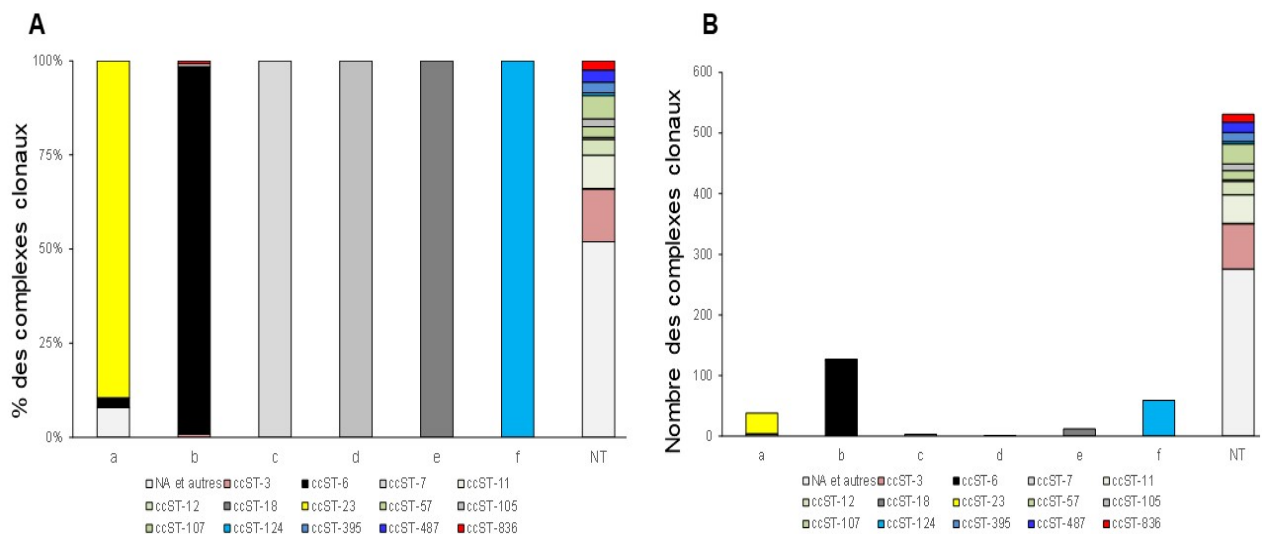 A
B
% des complexes clonaux
100%
75%
50%
25%
0%
a b c d e f NT
NA et autres ccST-3 ccST-6 ccST-7 ccST-11
ccST-12 ccST-18 ccST-23 ccST-57 ccST-105
ccST-107 ccST-124 ccST-395 ccST-487 ccST-836
Nombre des complexes clonaux
600
500
400
300
200
100
0
a b c d e f NT
NA et autres ccST-3 ccST-6 ccST-7 ccST-11
ccST-12 ccST-18 ccST-23 ccST-57 ccST-105
ccST-107 ccST-124 ccST-395 ccST-487 ccST-836